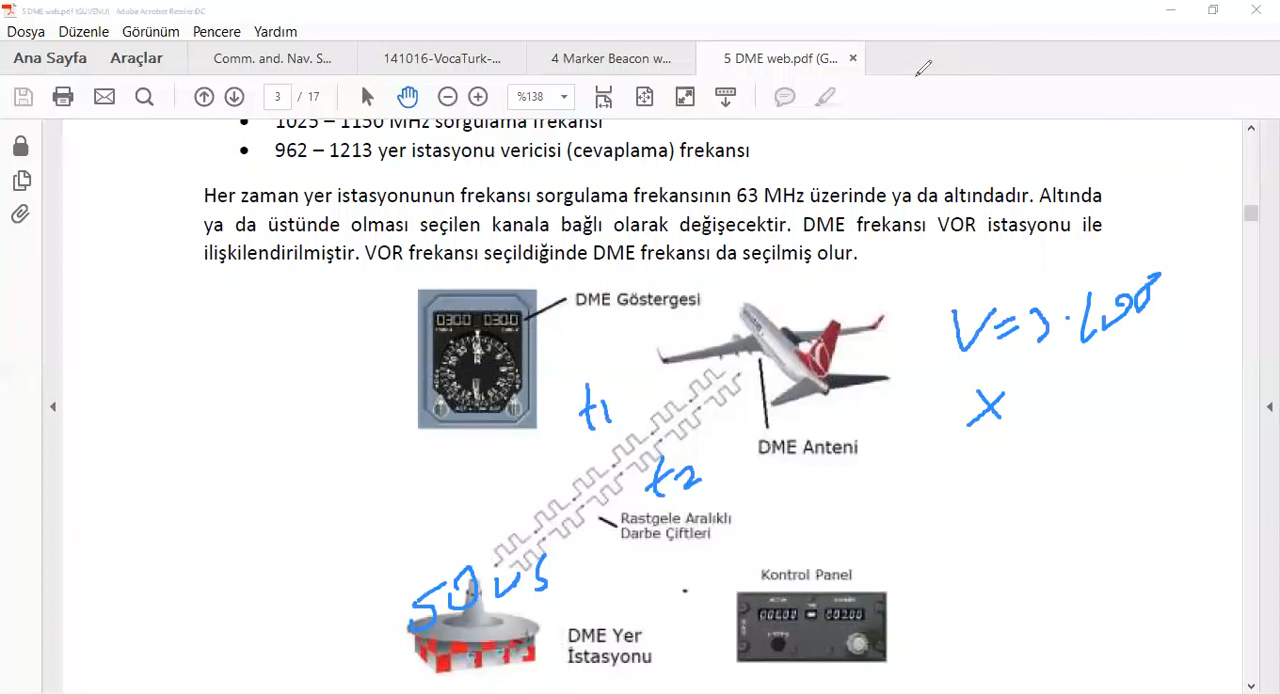 5 DME web.pdf (GÜVENLİ) - Adobe Acrobat Reader DC
Dosya Düzenle Görünüm Pencere Yardım
Ana Sayfa Araçlar Comm. and Nav. S... 141016-VocaTurk-... 4 Marker Beacon w... 5 DME web.pdf (G... ×
3 / 17 %138
• 1025 – 1150 MHz sorgulama frekansı
• 962 – 1213 yer istasyonu vericisi (cevaplama) frekansı
Her zaman yer istasyonunun frekansı sorgulama frekansının 63 MHz üzerinde ya da altındadır. Altında
ya da üstünde olması seçilen kanala bağlı olarak değişecektir. DME frekansı VOR istasyonu ile
ilişkilendirilmiştir. VOR frekansı seçildiğinde DME frekansı da seçilmiş olur.
DME Göstergesi
0300 0300
V = 3 . 10
t1
X
DME Anteni
t2
Rastgele Aralıklı
Darbe Çiftleri
50 us
Kontrol Panel
DME Yer
İstasyonu